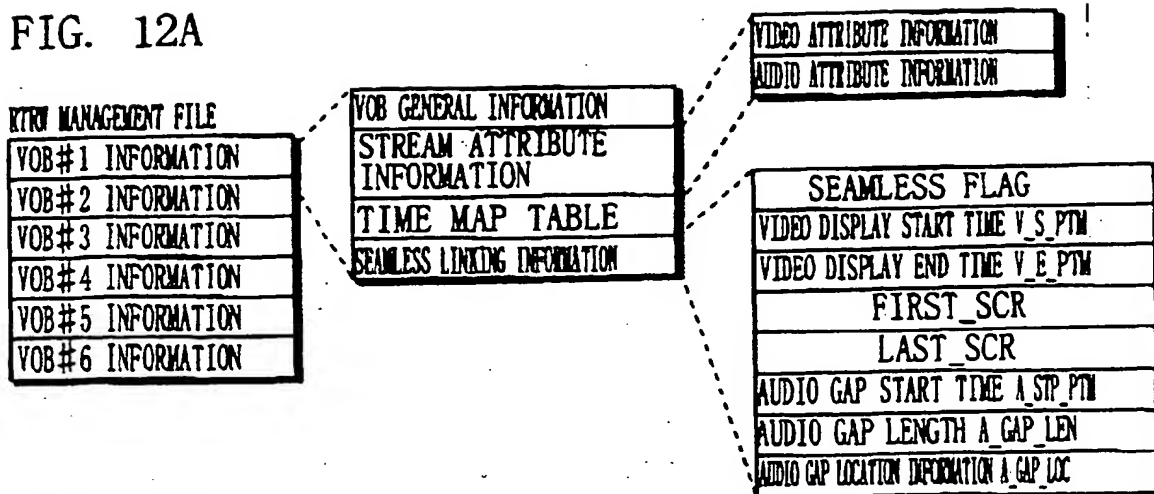 FIG. 12A
RTRW MANAGEMENT FILE
VOB#1 INFORMATION
VOB#2 INFORMATION
VOB#3 INFORMATION
VOB#4 INFORMATION
VOB#5 INFORMATION
VOB#6 INFORMATION
VOB GENERAL INFORMATION
STREAM ATTRIBUTE
INFORMATION
TIME MAP TABLE
SEAMLESS LINKING INFORMATION
VIDEO ATTRIBUTE INFORMATION
AUDIO ATTRIBUTE INFORMATION
SEAMLESS FLAG
VIDEO DISPLAY START TIME V_S_PTM
VIDEO DISPLAY END TIME V_E_PTM
FIRST_SCR
LAST_SCR
AUDIO GAP START TIME A_STP_PTM
AUDIO GAP LENGTH A_GAP_LEN
AUDIO GAP LOCATION INFORMATION A_GAP_LOC